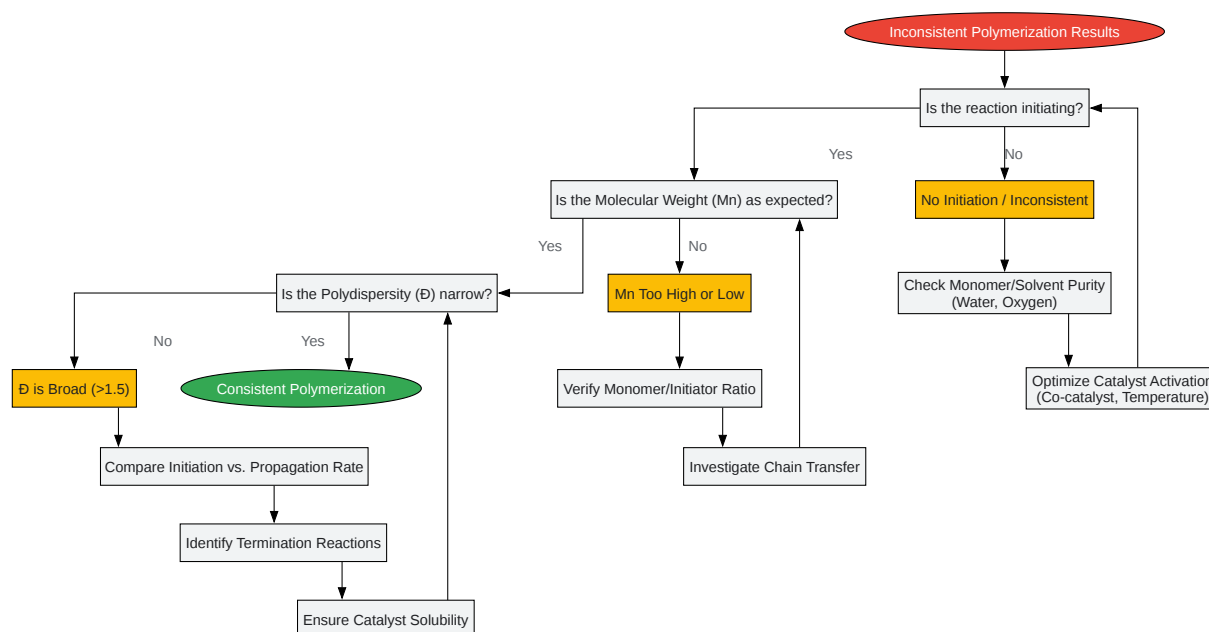 Inconsistent Polymerization Results
Is the reaction initiating?
Yes
No
Is the Molecular Weight (Mn) as expected?
No Initiation / Inconsistent
Yes
No
Is the Polydispersity (Đ) narrow?
Mn Too High or Low
Check Monomer/Solvent Purity
(Water, Oxygen)
No
Yes
Đ is Broad (>1.5)
Consistent Polymerization
Verify Monomer/Initiator Ratio
Optimize Catalyst Activation
(Co-catalyst, Temperature)
Compare Initiation vs. Propagation Rate
Investigate Chain Transfer
Identify Termination Reactions
Ensure Catalyst Solubility